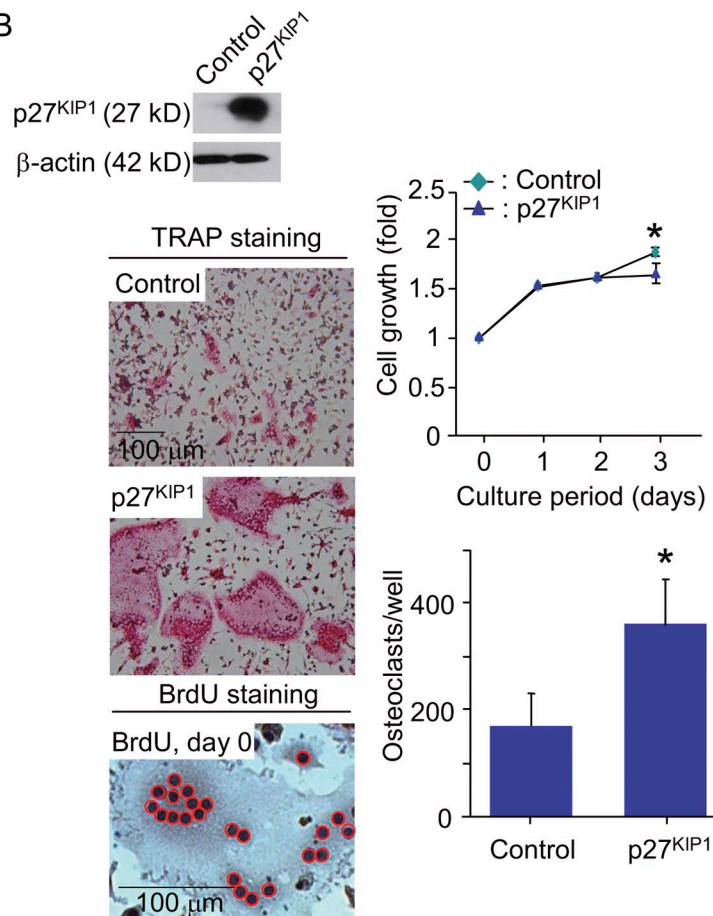 B
Control
p27KIP1
p27KIP1 (27 kD)
β-actin (42 kD)
TRAP staining
Control
100 μm
p27KIP1
BrdU staining
BrdU, day 0
100 μm
: Control
: p27KIP1
*
2.5
2
1.5
1
0.5
0
Cell growth (fold)
0 1 2 3
Culture period (days)
*
400
200
0
Osteoclasts/well
Control p27KIP1